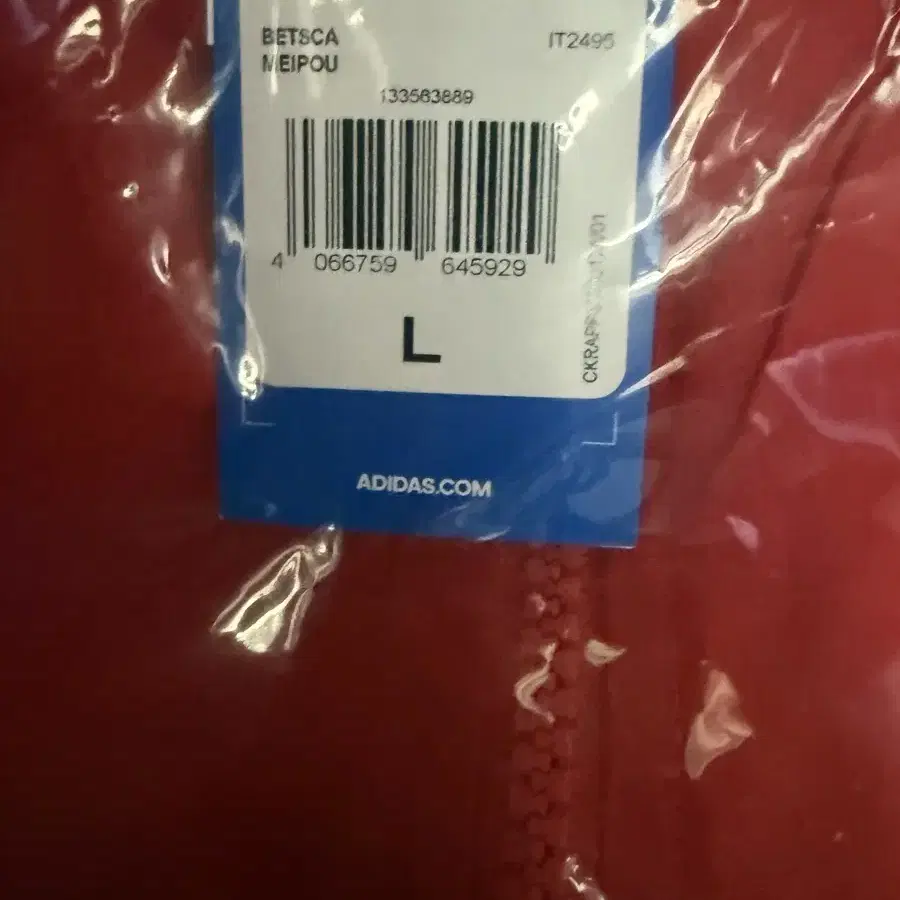 BETSCA
MEIPOU
IT2495
133563889
4 066759 645929
L
ADIDAS.COM